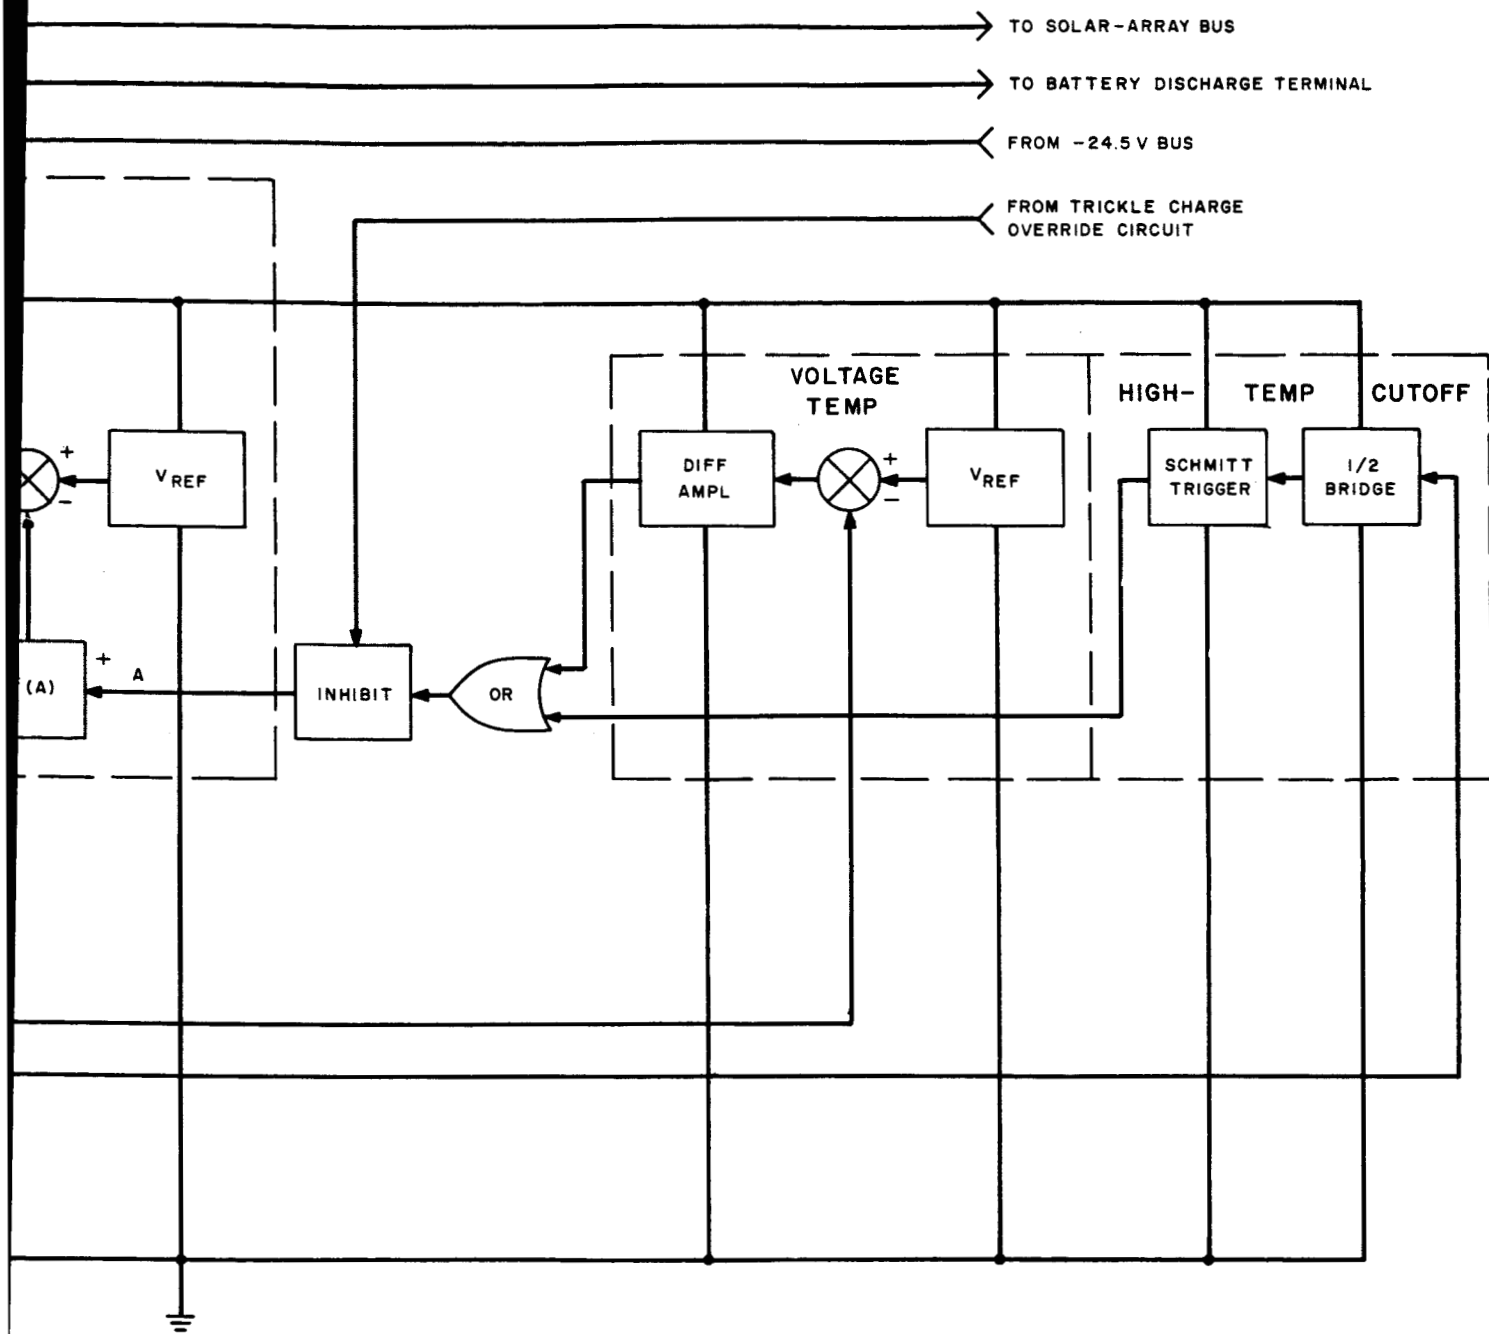 TO SOLAR-ARRAY BUS
TO BATTERY DISCHARGE TERMINAL
FROM -24.5 V BUS
FROM TRICKLE CHARGE
OVERRIDE CIRCUIT
VOLTAGE
TEMP
HIGH- TEMP CUTOFF
+
-
VREF
DIFF
AMPL
+
-
VREF
SCHMITT
TRIGGER
1/2
BRIDGE
(A)
+
A
INHIBIT
OR